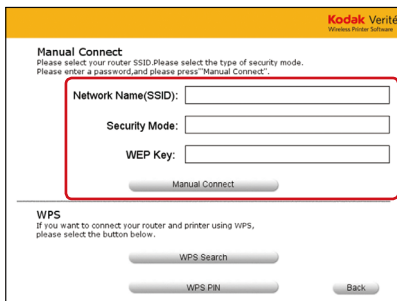 Kodak Verité
Wireless Printer Software
Manual Connect
Please select your router SSID.Please select the type of security mode.
Please enter a password,and please press"Manual Connect".
Network Name(SSID):
Security Mode:
WEP Key:
Manual Connect
WPS
If you want to connect your router and printer using WPS,
please select the button below.
WPS Search
WPS PIN
Back